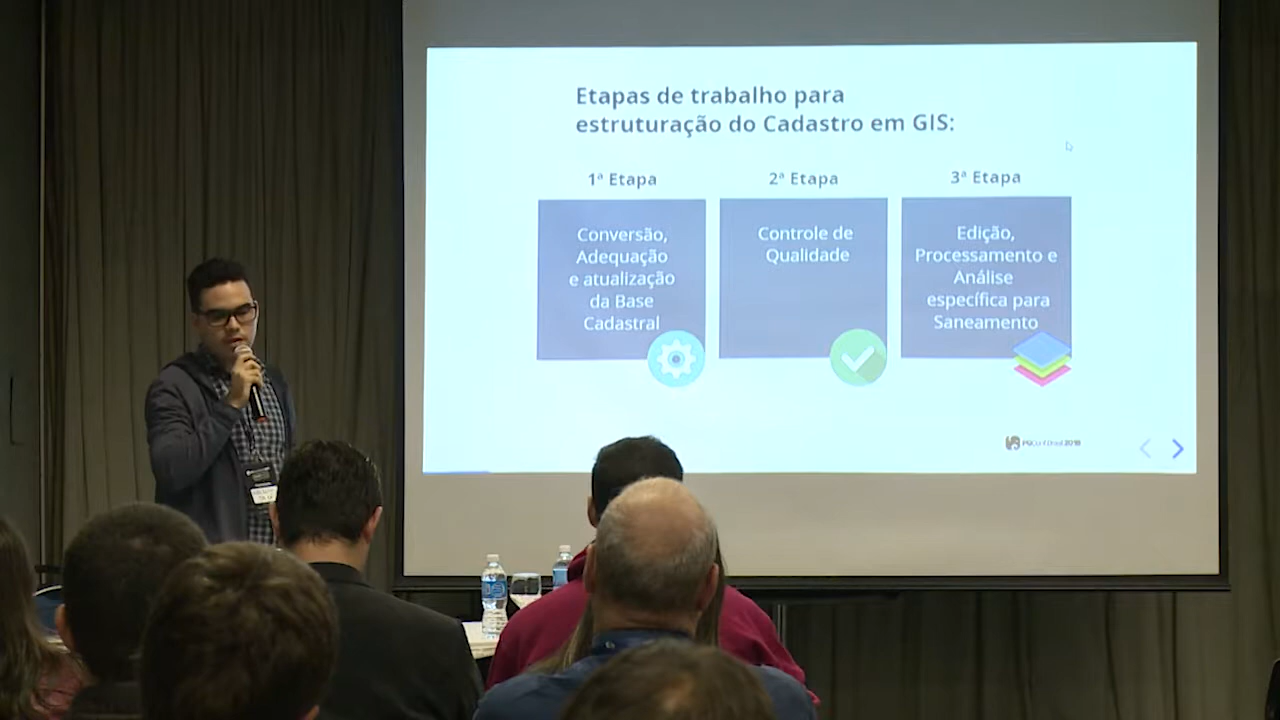 Etapas de trabalho para
estruturação do Cadastro em GIS:
1ª Etapa
2ª Etapa
3ª Etapa
Conversão,
Adequação
e atualização
da Base
Cadastral
Controle de
Qualidade
Edição,
Processamento e
Análise
específica para
Saneamento